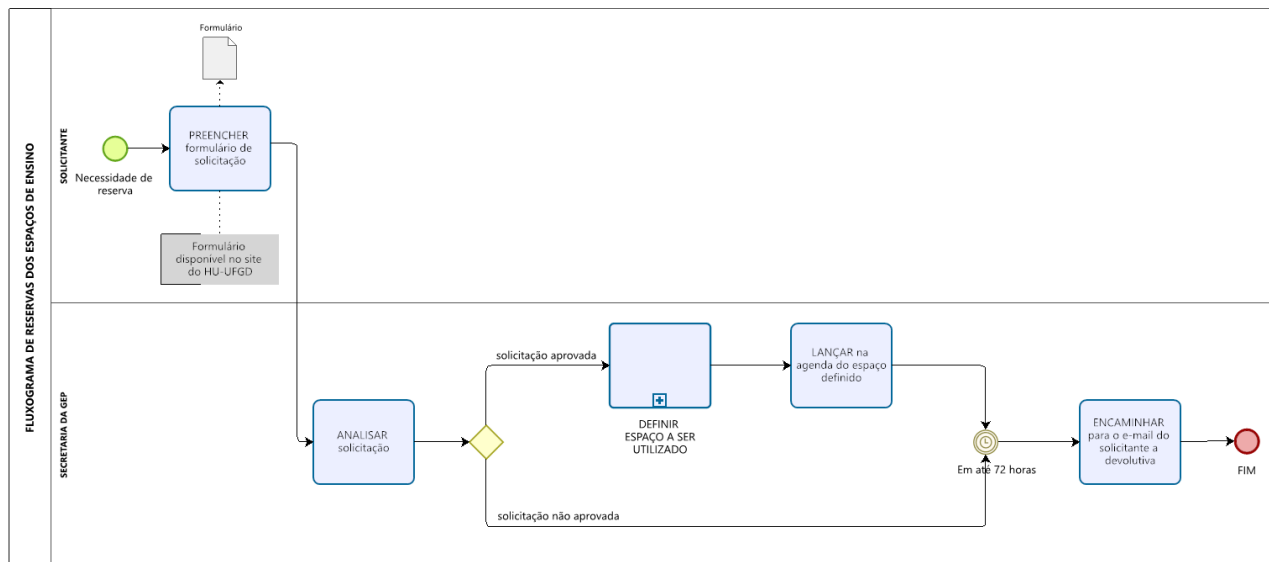 FLUXOGRAMA DE RESERVAS DOS ESPAÇOS DE ENSINO
SOLICITANTE
Formulário
PREENCHER
formulário de
solicitação
Necessidade de
reserva
Formulário
disponível no site
do HU-UFGD
SECRETARIA DA GEP
ANALISAR
solicitação
solicitação aprovada
DEFINIR
ESPAÇO A SER
UTILIZADO
LANÇAR na
agenda do espaço
definido
solicitação não aprovada
Em até 72 horas
ENCAMINHAR
para o e-mail do
solicitante a
devolutiva
FIM